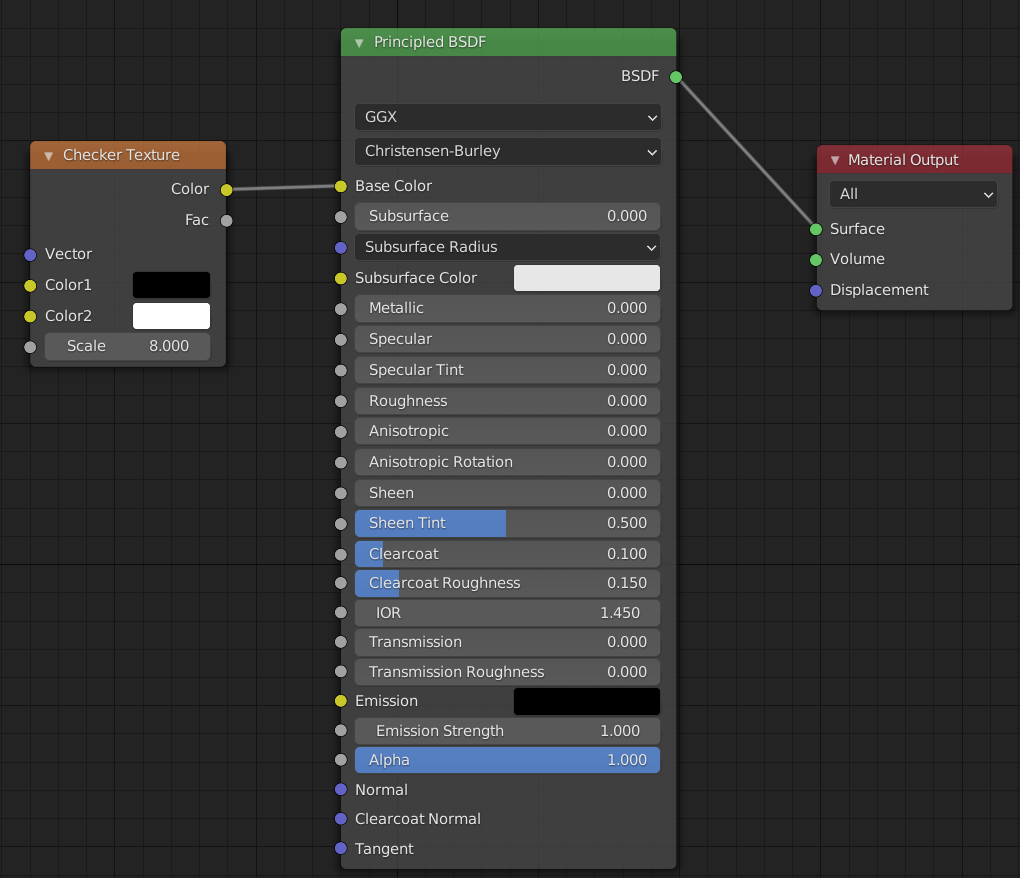 Checker Texture
Color
Fac
Vector
Color1
Color2
Scale 8.000
Principled BSDF
BSDF
GGX
Christensen-Burley
Base Color
Subsurface 0.000
Subsurface Radius
Subsurface Color
Metallic 0.000
Specular 0.000
Specular Tint 0.000
Roughness 0.000
Anisotropic 0.000
Anisotropic Rotation 0.000
Sheen 0.000
Sheen Tint 0.500
Clearcoat 0.100
Clearcoat Roughness 0.150
IOR 1.450
Transmission 0.000
Transmission Roughness 0.000
Emission
Emission Strength 1.000
Alpha 1.000
Normal
Clearcoat Normal
Tangent
Material Output
All
Surface
Volume
Displacement